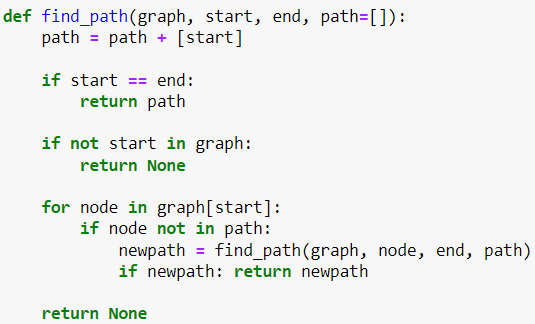 def find_path(graph, start, end, path=[]):
    path = path + [start]

    if start == end:
        return path

    if not start in graph:
        return None

    for node in graph[start]:
        if node not in path:
            newpath = find_path(graph, node, end, path)
            if newpath: return newpath

    return None